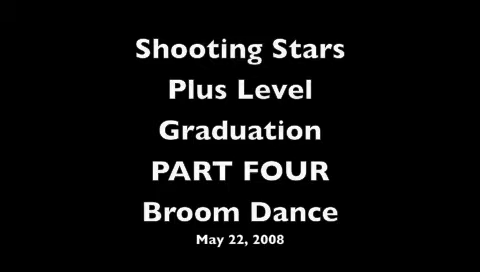 Shooting Stars
Plus Level
Graduation
PART FOUR
Broom Dance
May 22, 2008